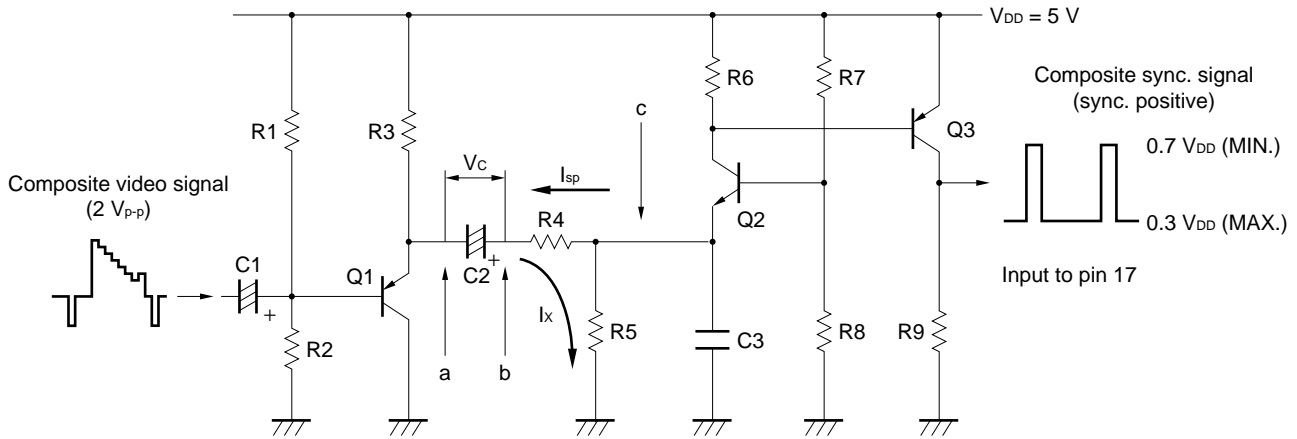 VDD = 5 V
R6
R7
Composite sync. signal
(sync. positive)
R1
R3
c
Q3
0.7 VDD (MIN.)
VC
Isp
Composite video signal
(2 Vp-p)
R4
Q2
0.3 VDD (MAX.)
C1
Q1
C2
+
Input to pin 17
+
IX
R2
R5
C3
R8
R9
a
b